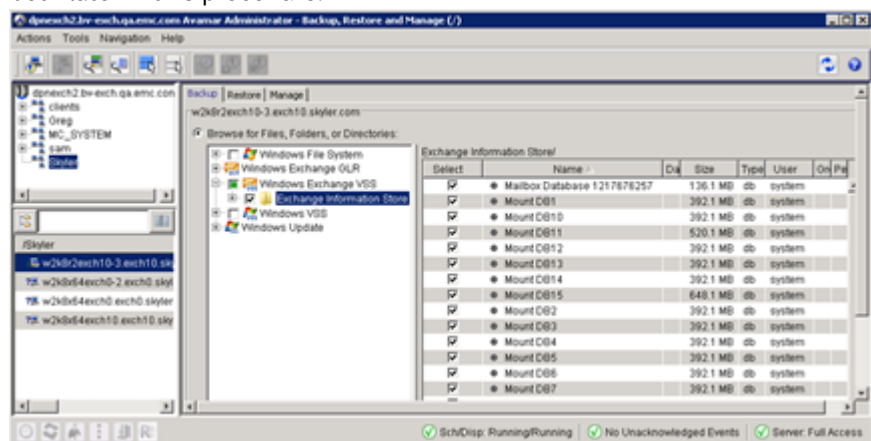 dpnexch2.bv-exch.qa.emc.com Avamar Administrator - Backup, Restore and Manage (/)
Actions Tools Navigation Help
dpnexch2.bv-exch.qa.emc.con
clients
Greg
MC_SYSTEM
sam
Skyler
/Skyler
w2k8r2exch10-3.exch10.sky
w2k8x64exch0-2.exch0.skyl
w2k8x64exch0.exch0.skyler
w2k8x64exch10.exch10.sky
Backup Restore Manage
w2k8r2exch10-3.exch10.skyler.com
Browse for Files, Folders, or Directories:
Windows File System
Windows Exchange GLR
Windows Exchange VSS
Exchange Information Store
Windows VSS
Windows Update
Exchange Information Store/
Select Name Da Size Type User Gro Pe
Mailbox Database 1217676257 136.1 MB db system
Mount DB1 392.1 MB db system
Mount DB10 392.1 MB db system
Mount DB11 520.1 MB db system
Mount DB12 392.1 MB db system
Mount DB13 392.1 MB db system
Mount DB14 392.1 MB db system
Mount DB15 648.1 MB db system
Mount DB2 392.1 MB db system
Mount DB3 392.1 MB db system
Mount DB4 392.1 MB db system
Mount DB5 392.1 MB db system
Mount DB6 392.1 MB db system
Mount DB7 392.1 MB db system
Sch/Disp: Running/Running No Unacknowledged Events Server: Full Access